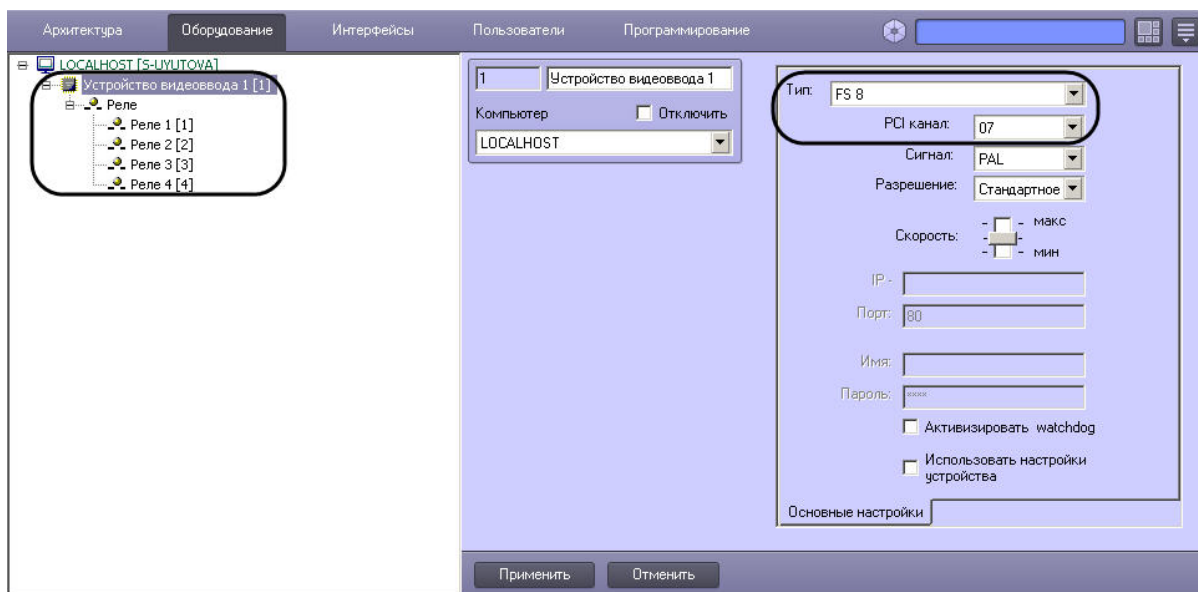 Архитектура Оборудование Интерфейсы Пользователи Программирование
LOCALHOST [S-UYUTOVA]
Устройство видеоввода 1 [1]
Реле
Реле 1 [1]
Реле 2 [2]
Реле 3 [3]
Реле 4 [4]
1 Устройство видеоввода 1
Компьютер Отключить
LOCALHOST
Тип: FS 8
PCI канал: 07
Сигнал: PAL
Разрешение: Стандартное
Скорость: - - макс
- -
- - мин
IP -
Порт: 80
Имя:
Пароль: ****
Активизировать watchdog
Использовать настройки
устройства
Основные настройки
Применить Отменить